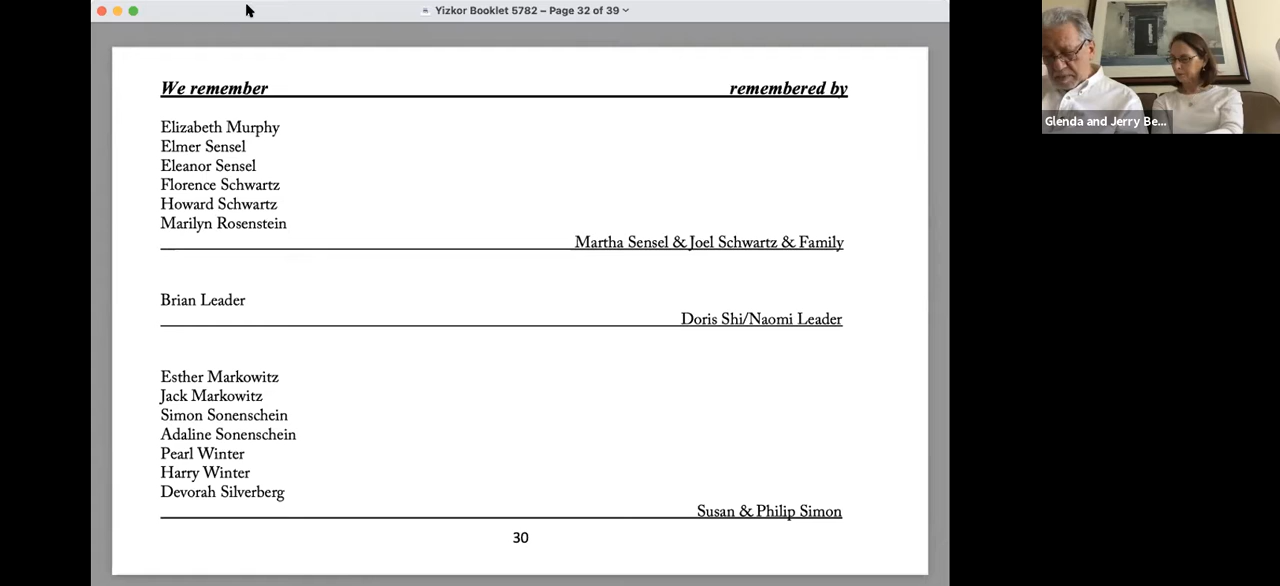 Yizkor Booklet 5782 – Page 32 of 39
We remember remembered by
Elizabeth Murphy
Elmer Sensel
Eleanor Sensel
Florence Schwartz
Howard Schwartz
Marilyn Rosenstein
Martha Sensel & Joel Schwartz & Family
Brian Leader
Doris Shi/Naomi Leader
Esther Markowitz
Jack Markowitz
Simon Sonenschein
Adaline Sonenschein
Pearl Winter
Harry Winter
Devorah Silverberg
Susan & Philip Simon
30
Glenda and Jerry Be...